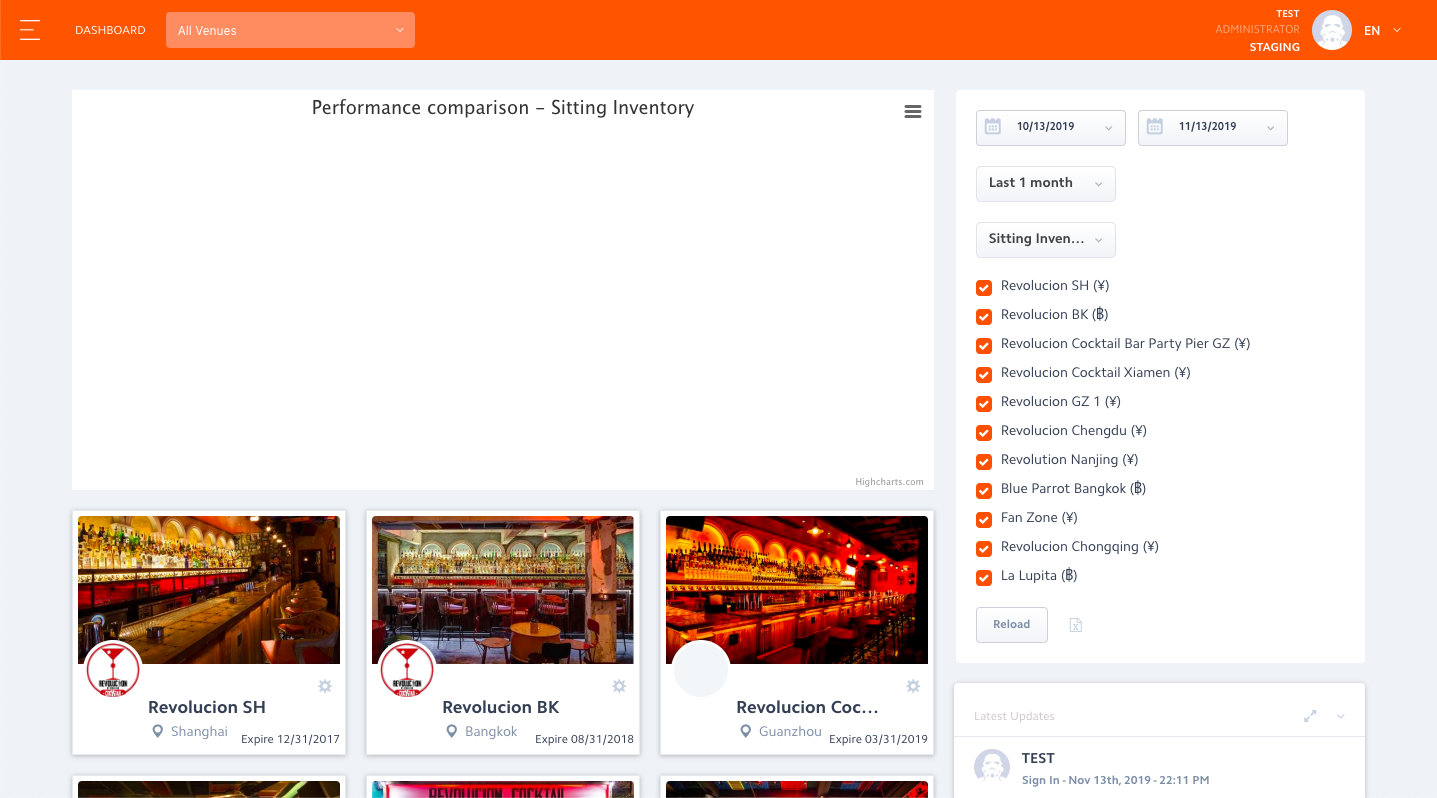 DASHBOARD
All Venues
TEST
ADMINISTRATOR
STAGING
EN
Performance comparison – Sitting Inventory
Highcharts.com
10/13/2019
11/13/2019
Last 1 month
Sitting Inven...
Revolucion SH (¥)
Revolucion BK (฿)
Revolucion Cocktail Bar Party Pier GZ (¥)
Revolucion Cocktail Xiamen (¥)
Revolucion GZ 1 (¥)
Revolucion Chengdu (¥)
Revolution Nanjing (¥)
Blue Parrot Bangkok (฿)
Fan Zone (¥)
Revolucion Chongqing (¥)
La Lupita (฿)
Reload
REVOLUCION
Revolucion SH
Shanghai
Expire 12/31/2017
REVOLUCION
Revolucion BK
Bangkok
Expire 08/31/2018
Revolucion Coc...
Guanzhou
Expire 03/31/2019
REVOLUCION COCKTAIL
Latest Updates
TEST
Sign In - Nov 13th, 2019 - 22:11 PM